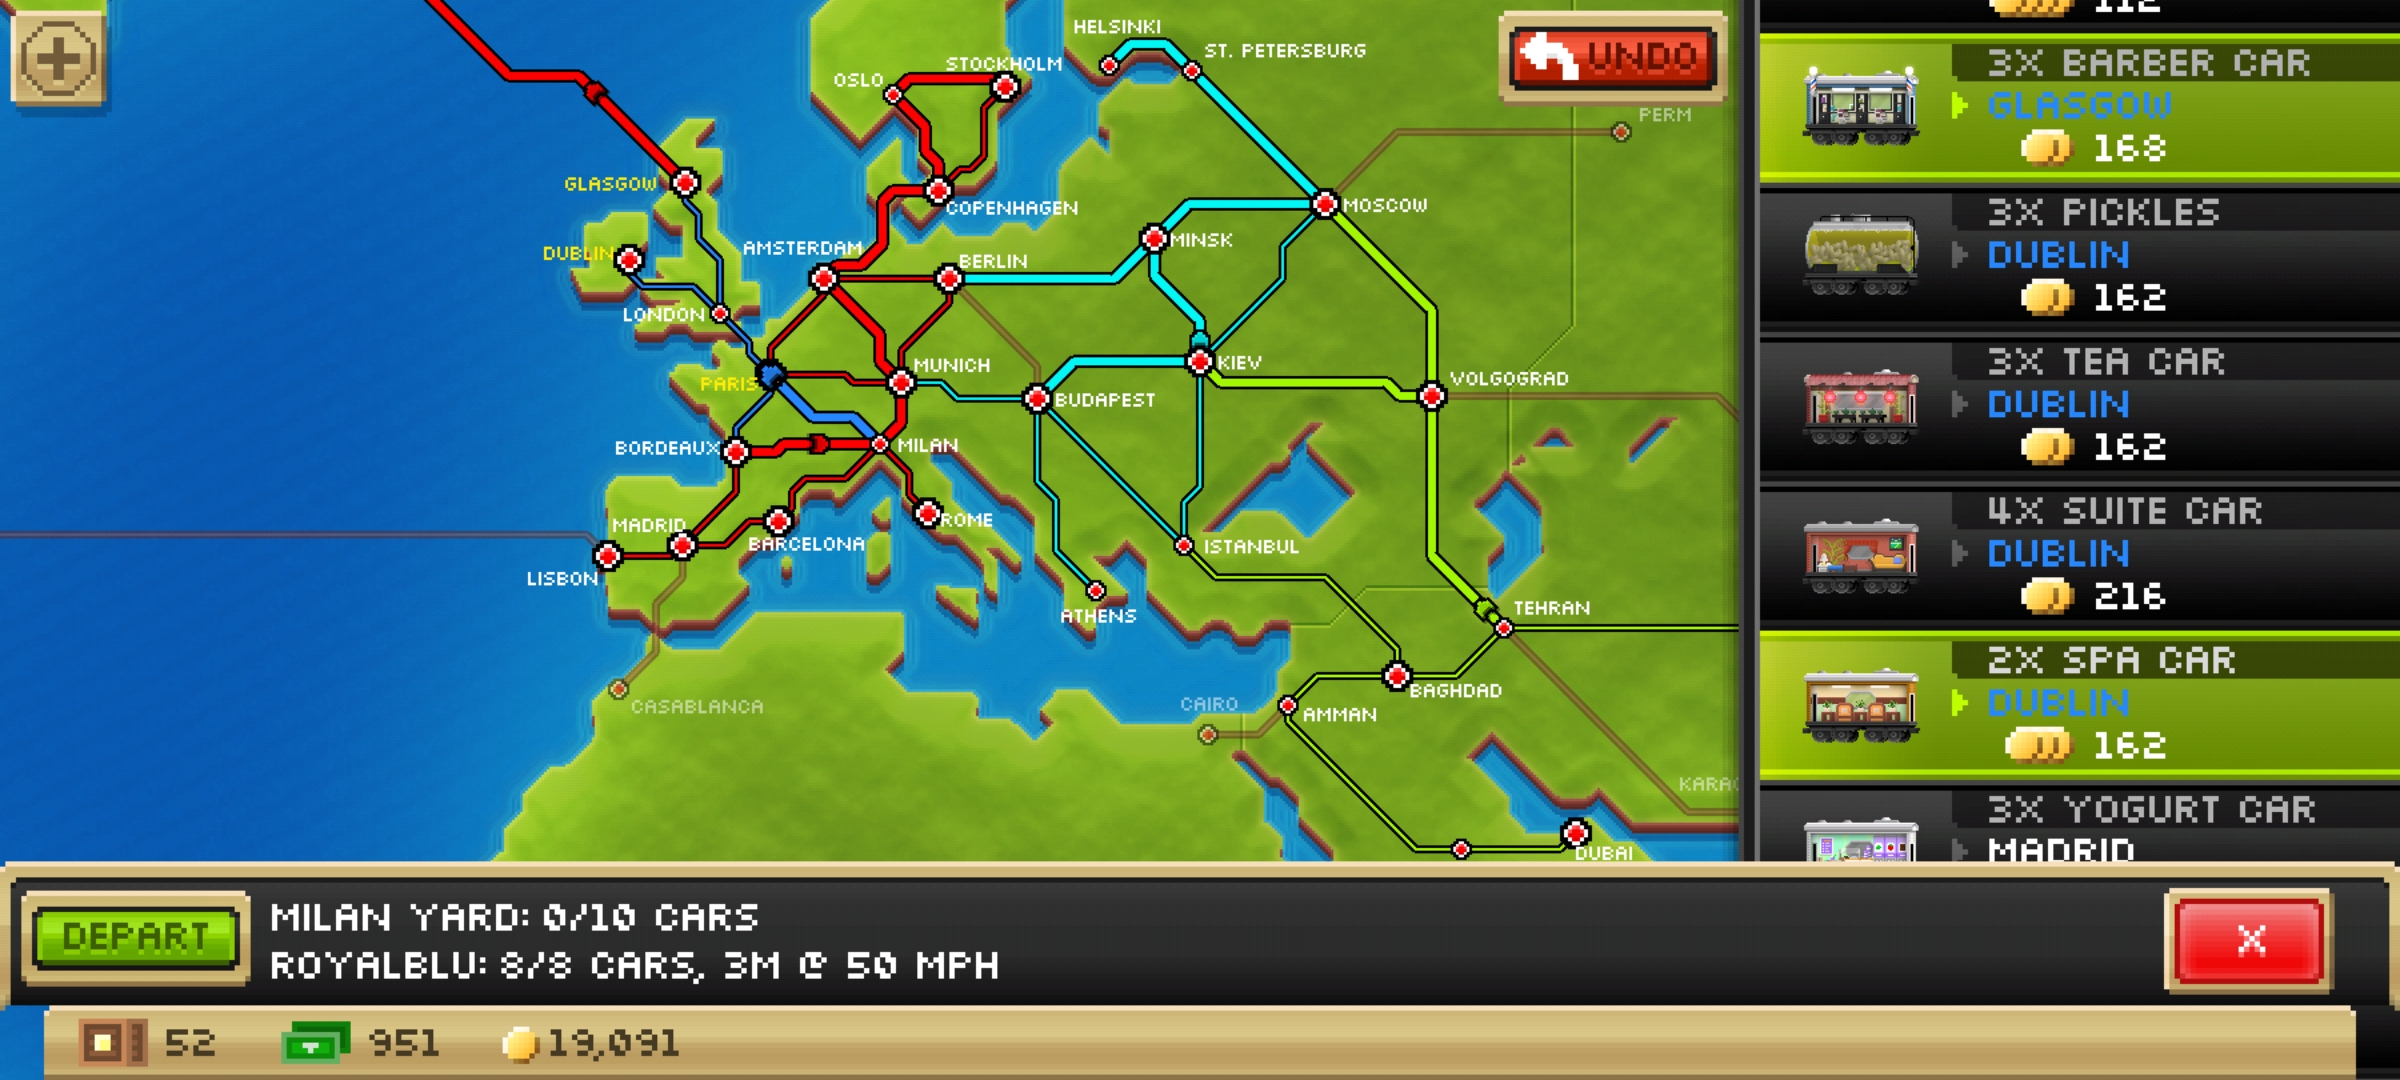 HELSINKI
ST. PETERSBURG
STOCKHOLM
OSLO
UNDO
PERM
GLASGOW
COPENHAGEN
MOSCOW
DUBLIN
AMSTERDAM
BERLIN
MINSK
LONDON
PARIS
MUNICH
KIEV
BUDAPEST
VOLGOGRAD
BORDEAUX
MILAN
MADRID
BARCELONA
ROME
ISTANBUL
LISBON
ATHENS
TEHRAN
CASABLANCA
CAIRO
BAGHDAD
AMMAN
DUBAI
112
3X BARBER CAR
GLASGOW
168
3X PICKLES
DUBLIN
162
3X TEA CAR
DUBLIN
162
4X SUITE CAR
DUBLIN
216
2X SPA CAR
DUBLIN
162
3X YOGURT CAR
MADRID
DEPART
MILAN YARD: 0/10 CARS
ROYALBLU: 8/8 CARS, 3M @ 50 MPH
X
52
951
19,091